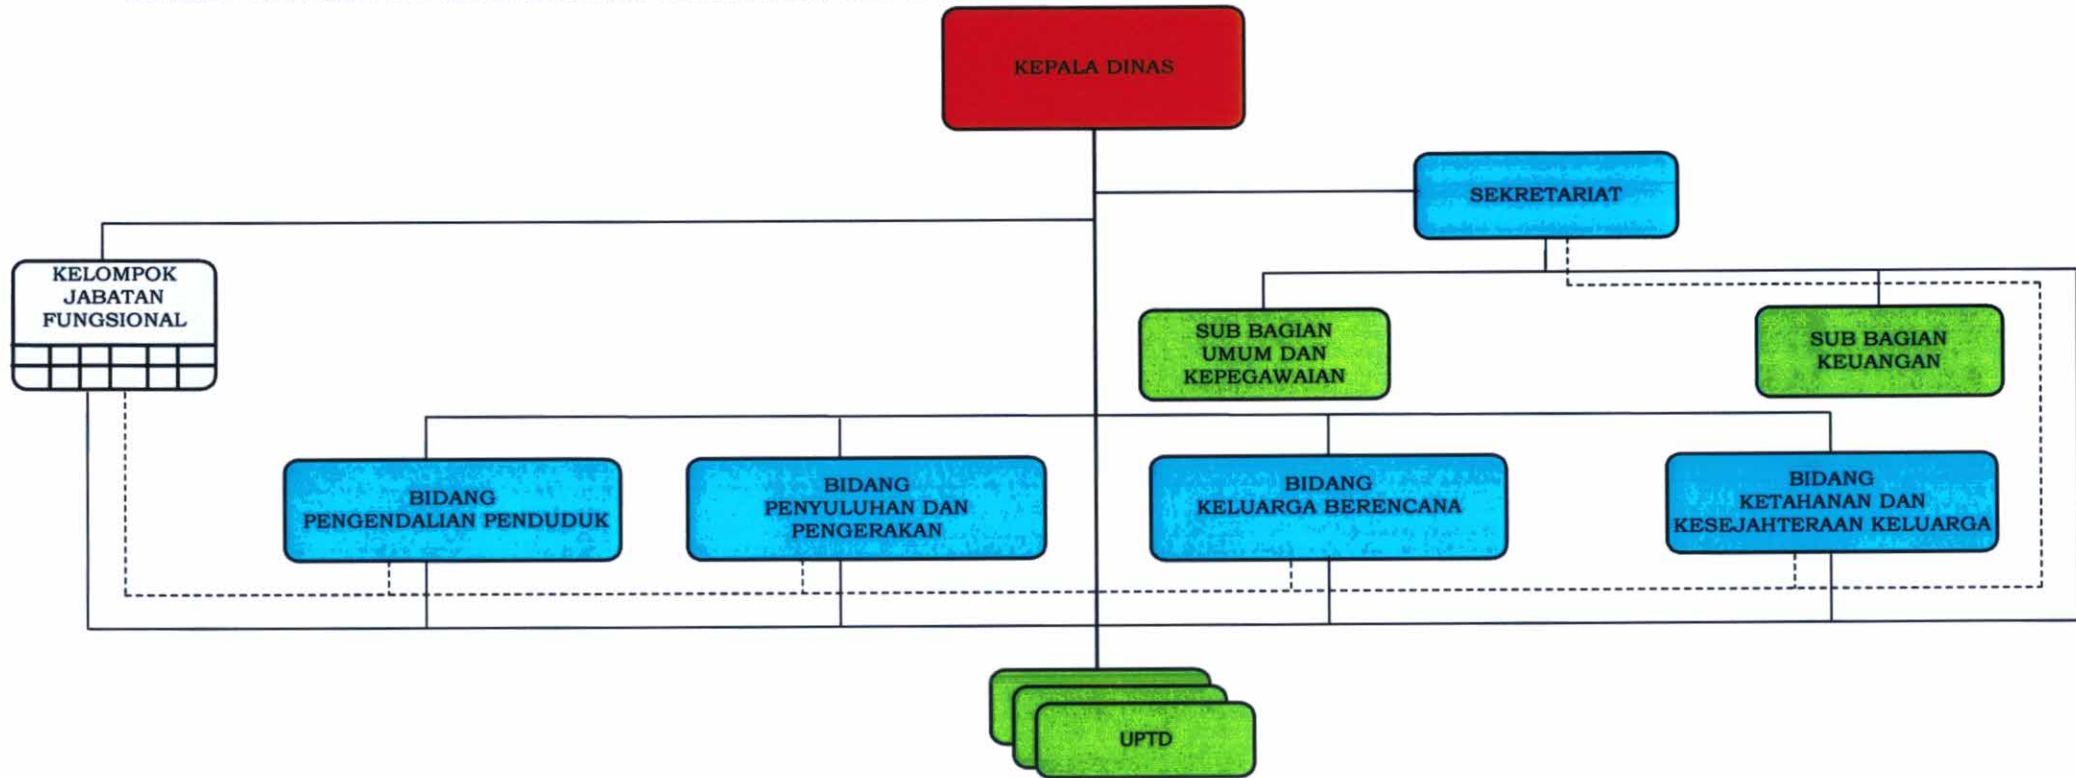 KEPALA DINAS
SEKRETARIAT
KELOMPOK
JABATAN
FUNGSIONAL
SUB BAGIAN
UMUM DAN
KEPEGAWAIAN
SUB BAGIAN
KEUANGAN
BIDANG
PENGENDALIAN PENDUDUK
BIDANG
PENYULUHAN DAN
PENGERAKAN
BIDANG
KELUARGA BERENCANA
BIDANG
KETAHANAN DAN
KESEJAHTERAAN KELUARGA
UPTD